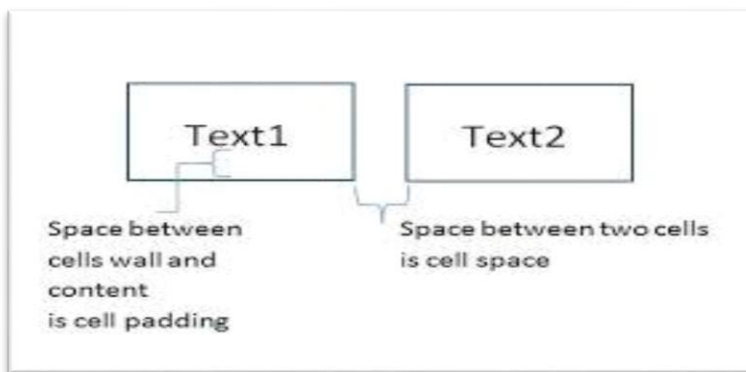 Text1
Text2
Space between
cells wall and
content
is cell padding
Space between two cells
is cell space